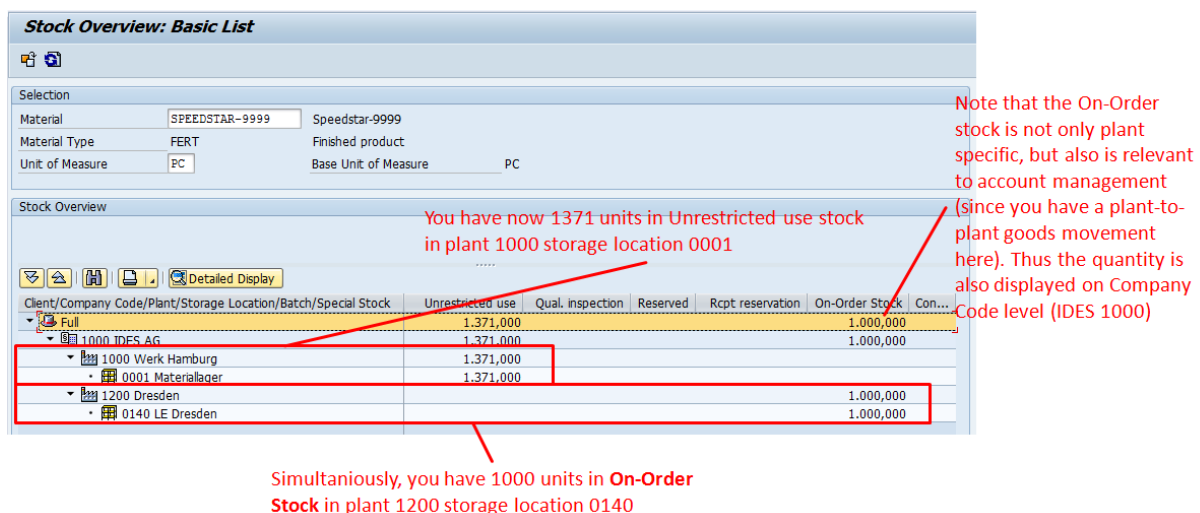 Stock Overview: Basic List
Selection
Material SPEEDSTAR-9999 Speedstar-9999
Material Type FERT Finished product
Unit of Measure PC Base Unit of Measure PC
Note that the On-Order
stock is not only plant
specific, but also is relevant
to account management
(since you have a plant-to-
plant goods movement
here). Thus the quantity is
also displayed on Company
Code level (IDES 1000)
Stock Overview
You have now 1371 units in Unrestricted use stock
in plant 1000 storage location 0001
Detailed Display
Client/Company Code/Plant/Storage Location/Batch/Special Stock Unrestricted use Qual. inspection Reserved Rcpt reservation On-Order Stock Con...
Full 1.371,000 1.000,000
1000 IDES AG 1.371,000 1.000,000
1000 Werk Hamburg 1.371,000
0001 Materiallager 1.371,000
1200 Dresden 1.000,000
0140 LE Dresden 1.000,000
Simultaniously, you have 1000 units in On-Order
Stock in plant 1200 storage location 0140